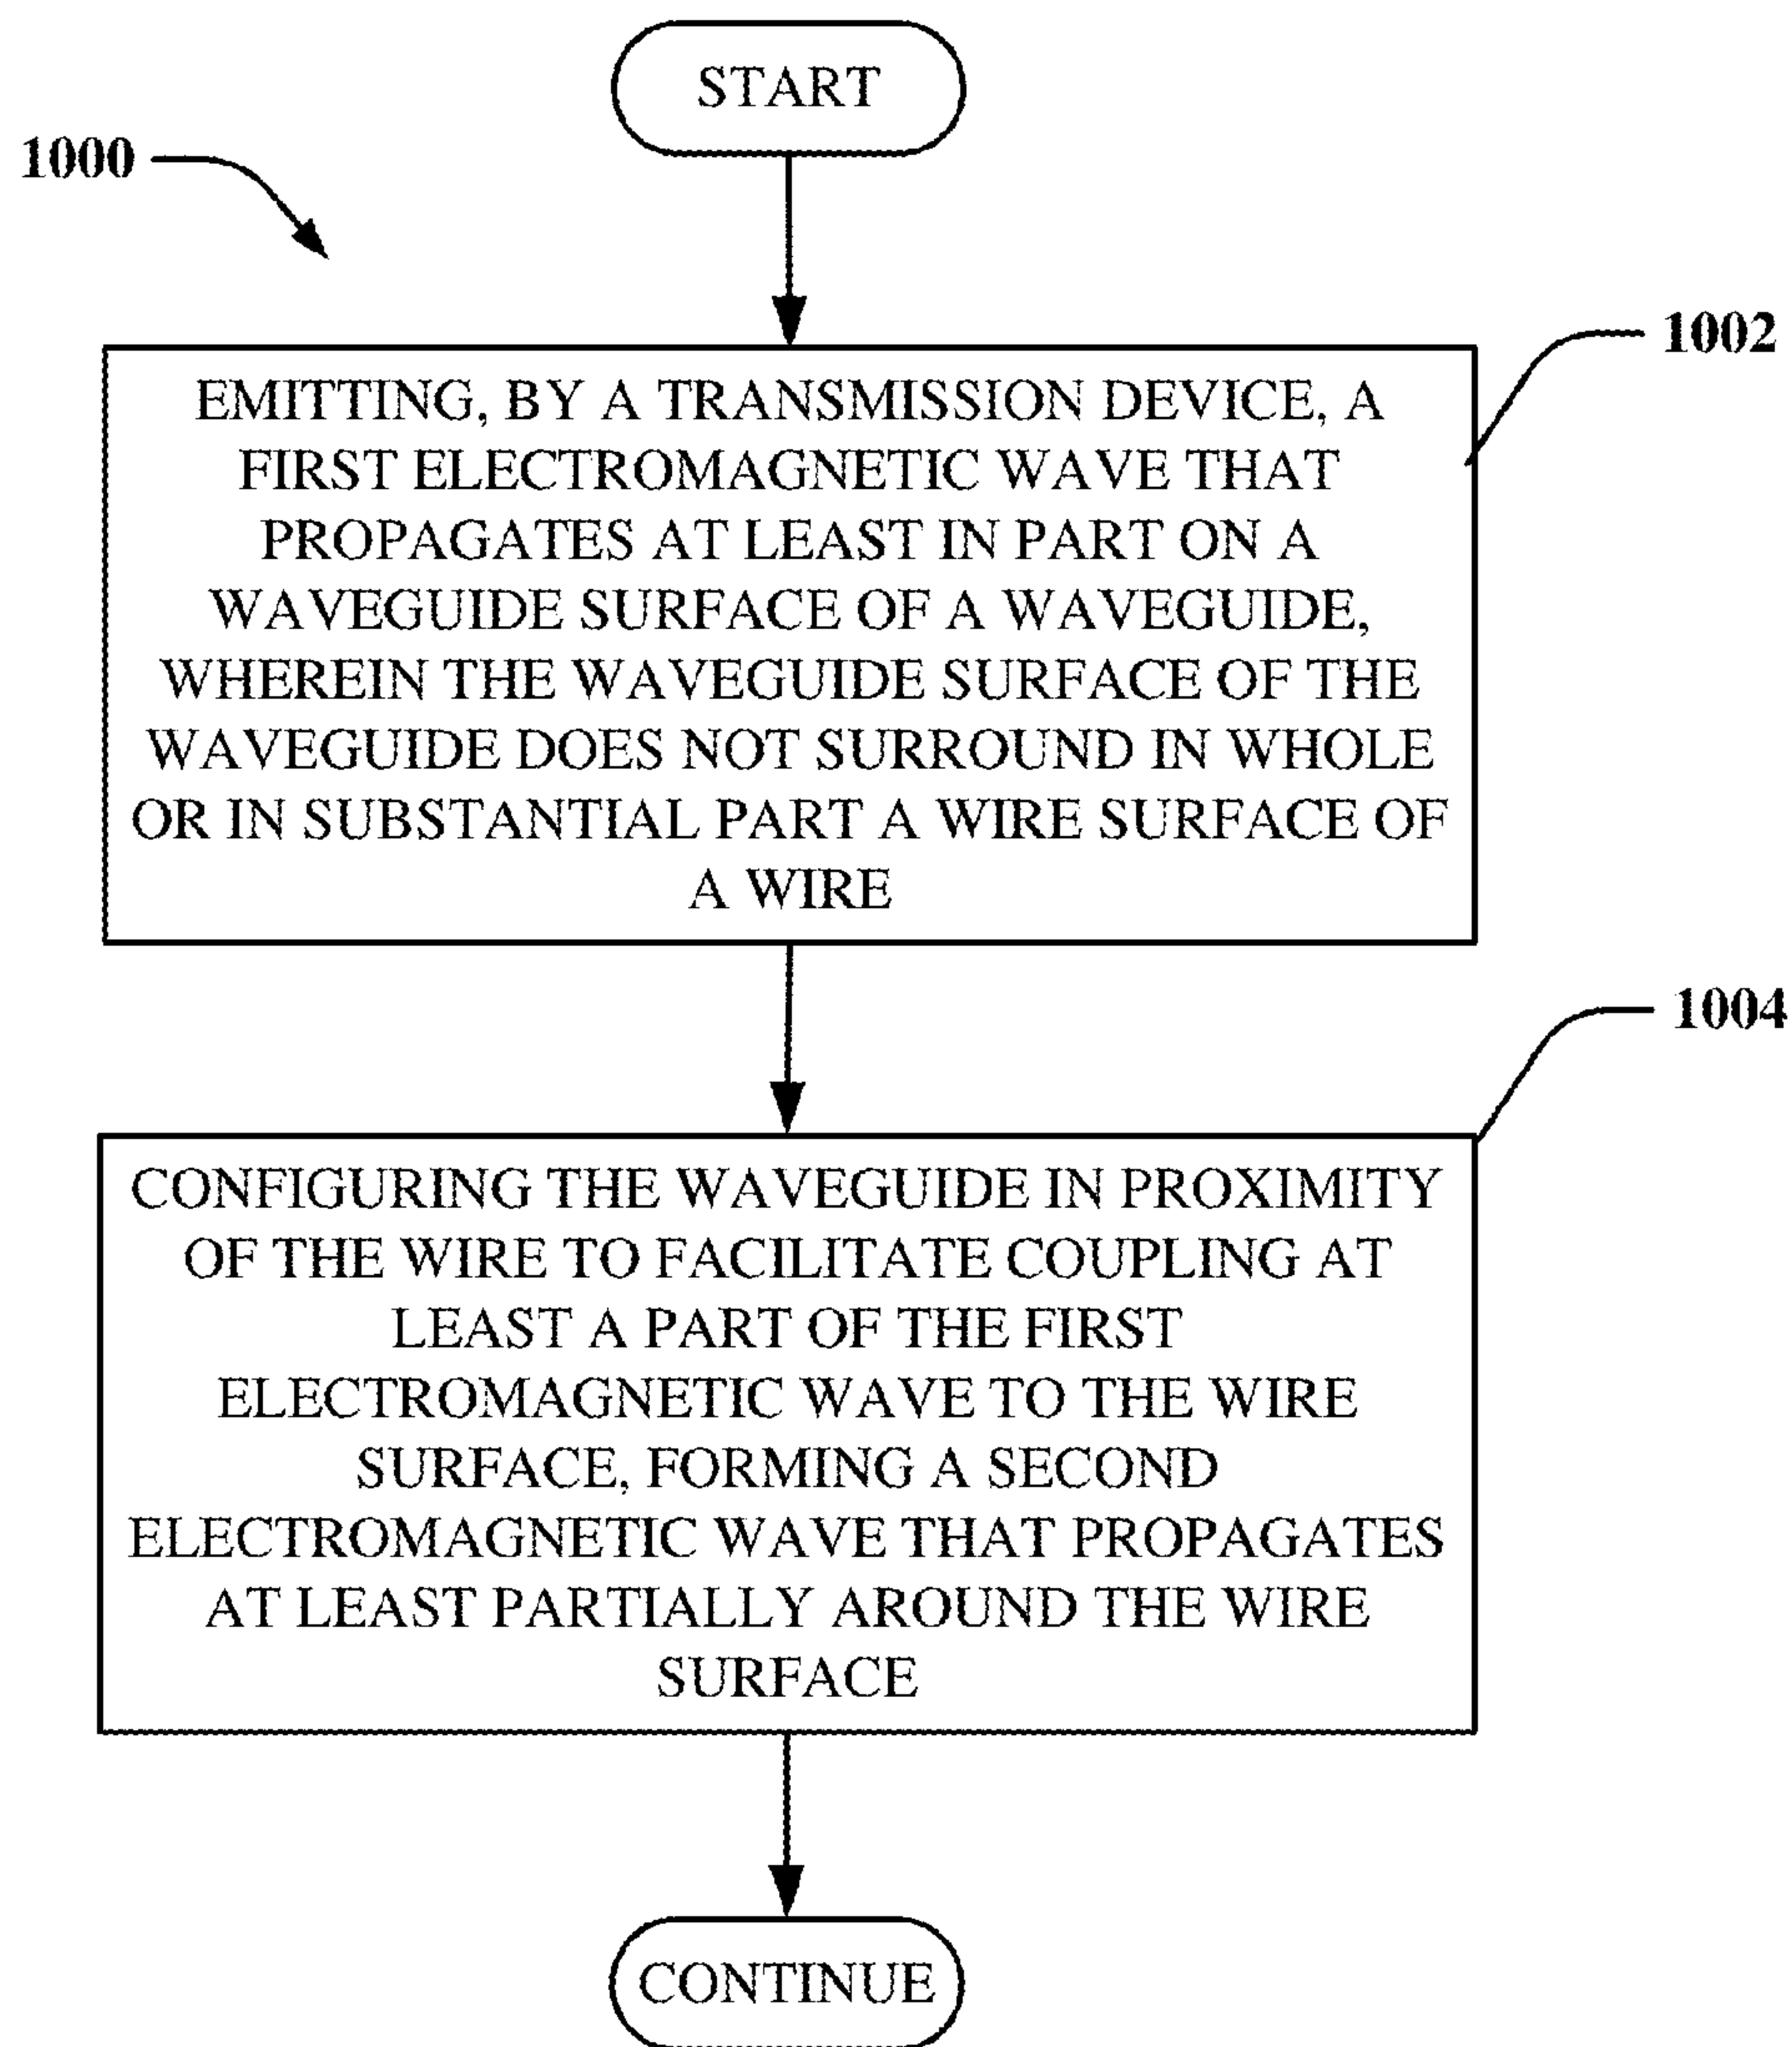 START
1000
1002
EMITTING, BY A TRANSMISSION DEVICE, A
FIRST ELECTROMAGNETIC WAVE THAT
PROPAGATES AT LEAST IN PART ON A
WAVEGUIDE SURFACE OF A WAVEGUIDE,
WHEREIN THE WAVEGUIDE SURFACE OF THE
WAVEGUIDE DOES NOT SURROUND IN WHOLE
OR IN SUBSTANTIAL PART A WIRE SURFACE OF
A WIRE
1004
CONFIGURING THE WAVEGUIDE IN PROXIMITY
OF THE WIRE TO FACILITATE COUPLING AT
LEAST A PART OF THE FIRST
ELECTROMAGNETIC WAVE TO THE WIRE
SURFACE, FORMING A SECOND
ELECTROMAGNETIC WAVE THAT PROPAGATES
AT LEAST PARTIALLY AROUND THE WIRE
SURFACE
CONTINUE